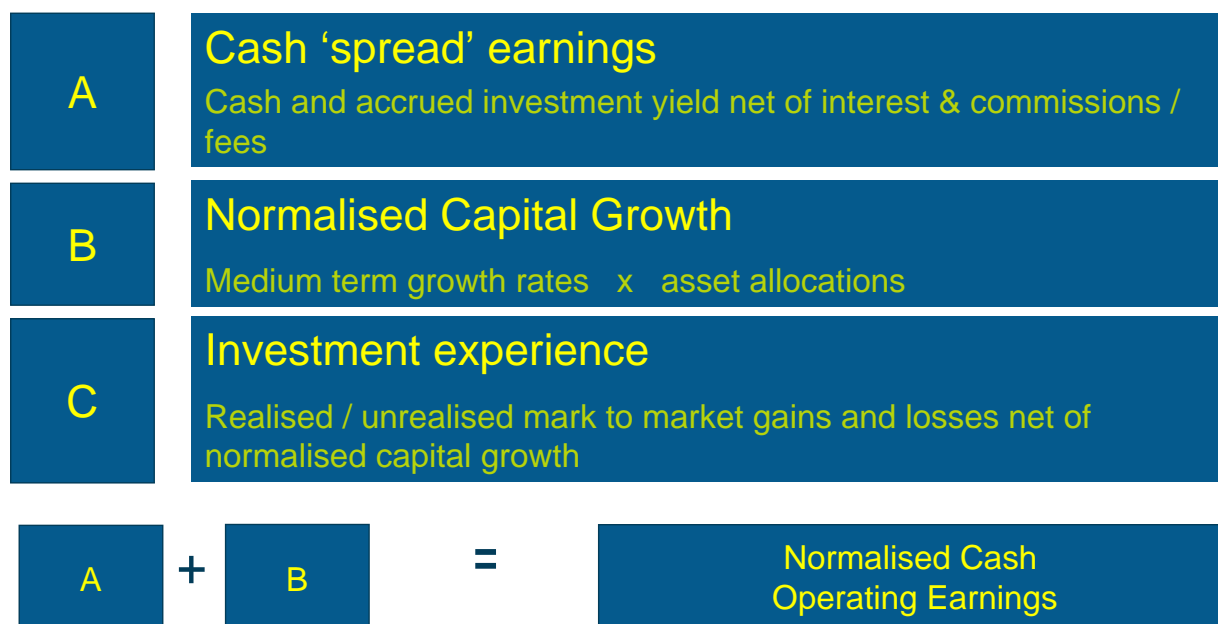 A
Cash ‘spread’ earnings
Cash and accrued investment yield net of interest & commissions /
fees
B
Normalised Capital Growth
Medium term growth rates x asset allocations
C
Investment experience
Realised / unrealised mark to market gains and losses net of
normalised capital growth
A + B = Normalised Cash
Operating Earnings